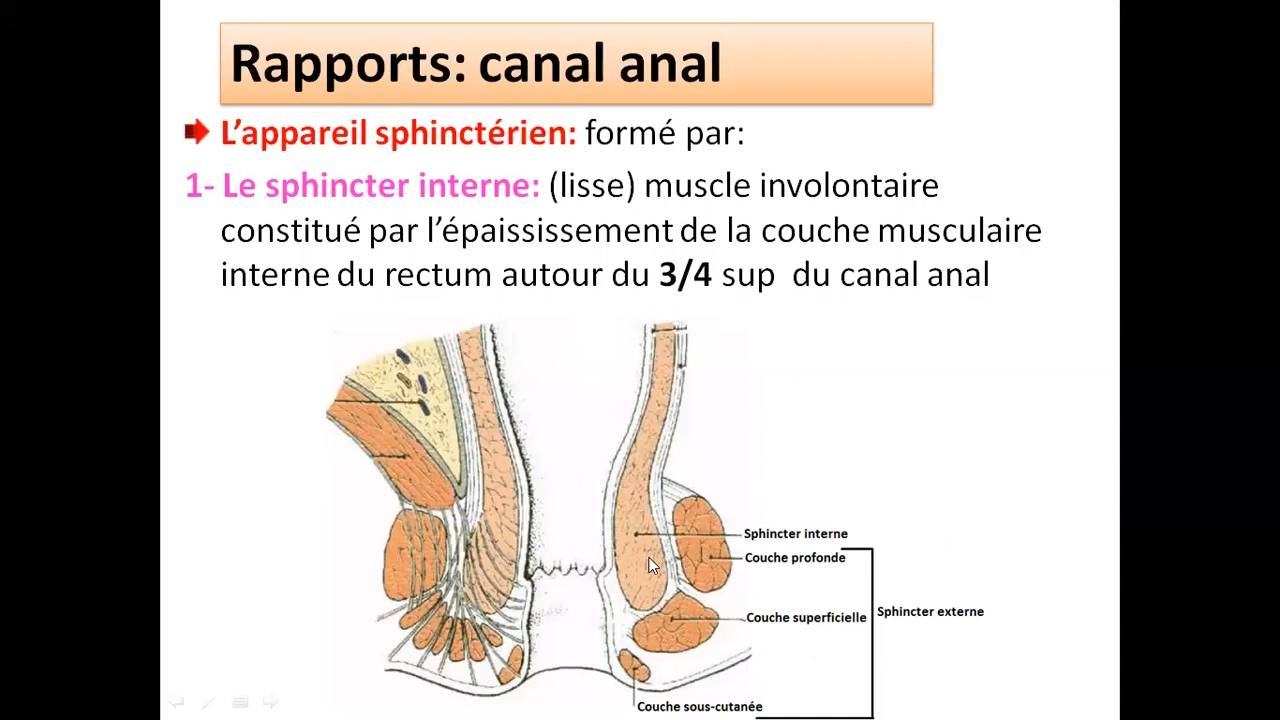 Rapports: canal anal
L’appareil sphinctérien: formé par:
1- Le sphincter interne: (lisse) muscle involontaire
constitué par l’épaississement de la couche musculaire
interne du rectum autour du 3/4 sup du canal anal
Sphincter interne
Couche profonde
Sphincter externe
Couche superficielle
Couche sous-cutanée